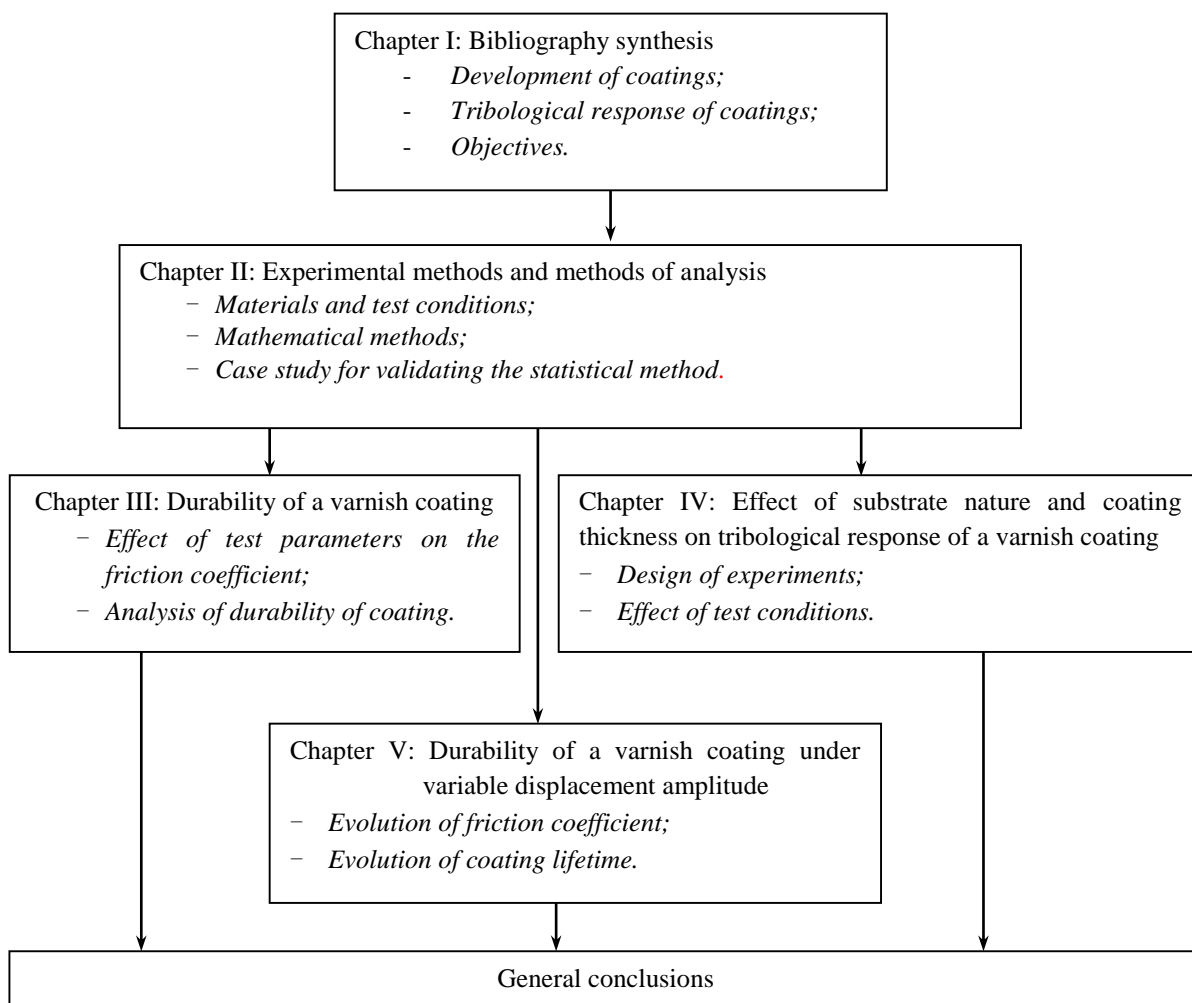 Chapter I: Bibliography synthesis
- Development of coatings;
- Tribological response of coatings;
- Objectives.
Chapter II: Experimental methods and methods of analysis
− Materials and test conditions;
− Mathematical methods;
− Case study for validating the statistical method.
Chapter III: Durability of a varnish coating
− Effect of test parameters on the
friction coefficient;
− Analysis of durability of coating.
Chapter IV: Effect of substrate nature and coating
thickness on tribological response of a varnish coating
− Design of experiments;
− Effect of test conditions.
Chapter V: Durability of a varnish coating under
variable displacement amplitude
− Evolution of friction coefficient;
− Evolution of coating lifetime.
General conclusions